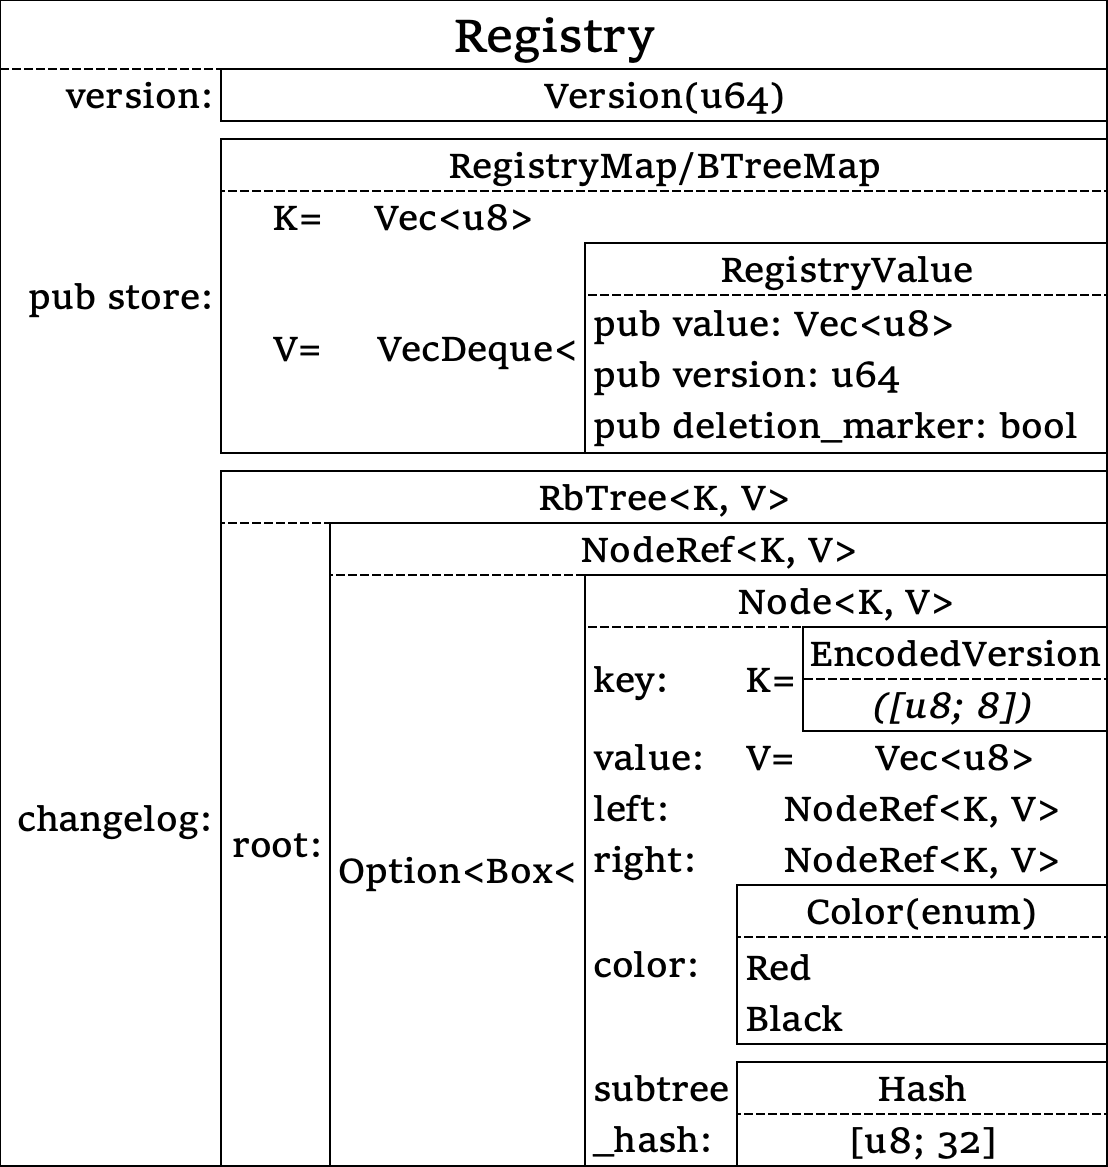 Registry
version: Version(u64)
pub store:
RegistryMap/BTreeMap
K= Vec<u8>
V= VecDeque<
RegistryValue
pub value: Vec<u8>
pub version: u64
pub deletion_marker: bool
changelog:
RbTree<K, V>
root:
NodeRef<K, V>
Option<Box<
Node<K, V>
key: K=
EncodedVersion
([u8; 8])
value: V= Vec<u8>
left: NodeRef<K, V>
right: NodeRef<K, V>
color:
Color(enum)
Red
Black
subtree
_hash:
Hash
[u8; 32]